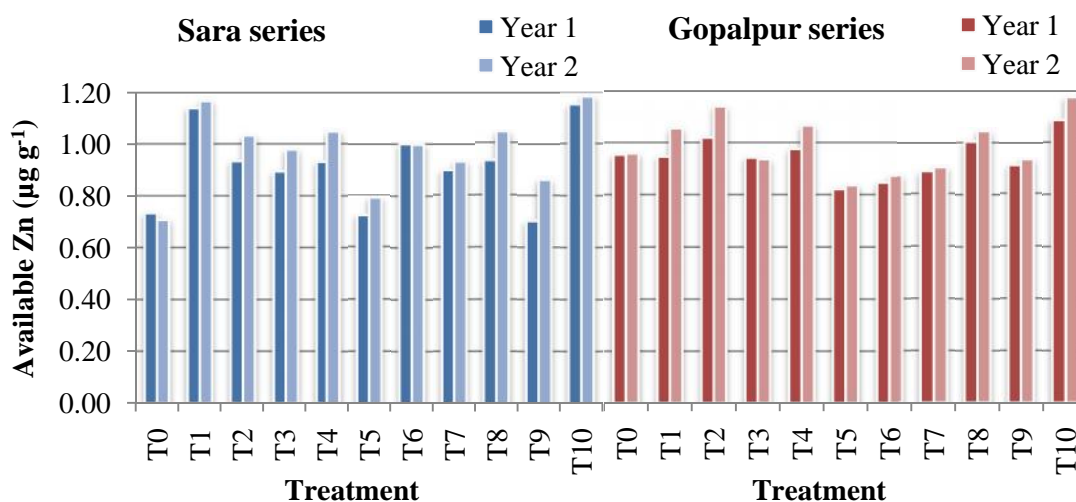 Sara series
Year 1
Year 2
Gopalpur series
Year 1
Year 2
Available Zn (µg g-1)
1.20
1.00
0.80
0.60
0.40
0.20
0.00
T0 T1 T2 T3 T4 T5 T6 T7 T8 T9 T10
T0 T1 T2 T3 T4 T5 T6 T7 T8 T9 T10
Treatment
Treatment